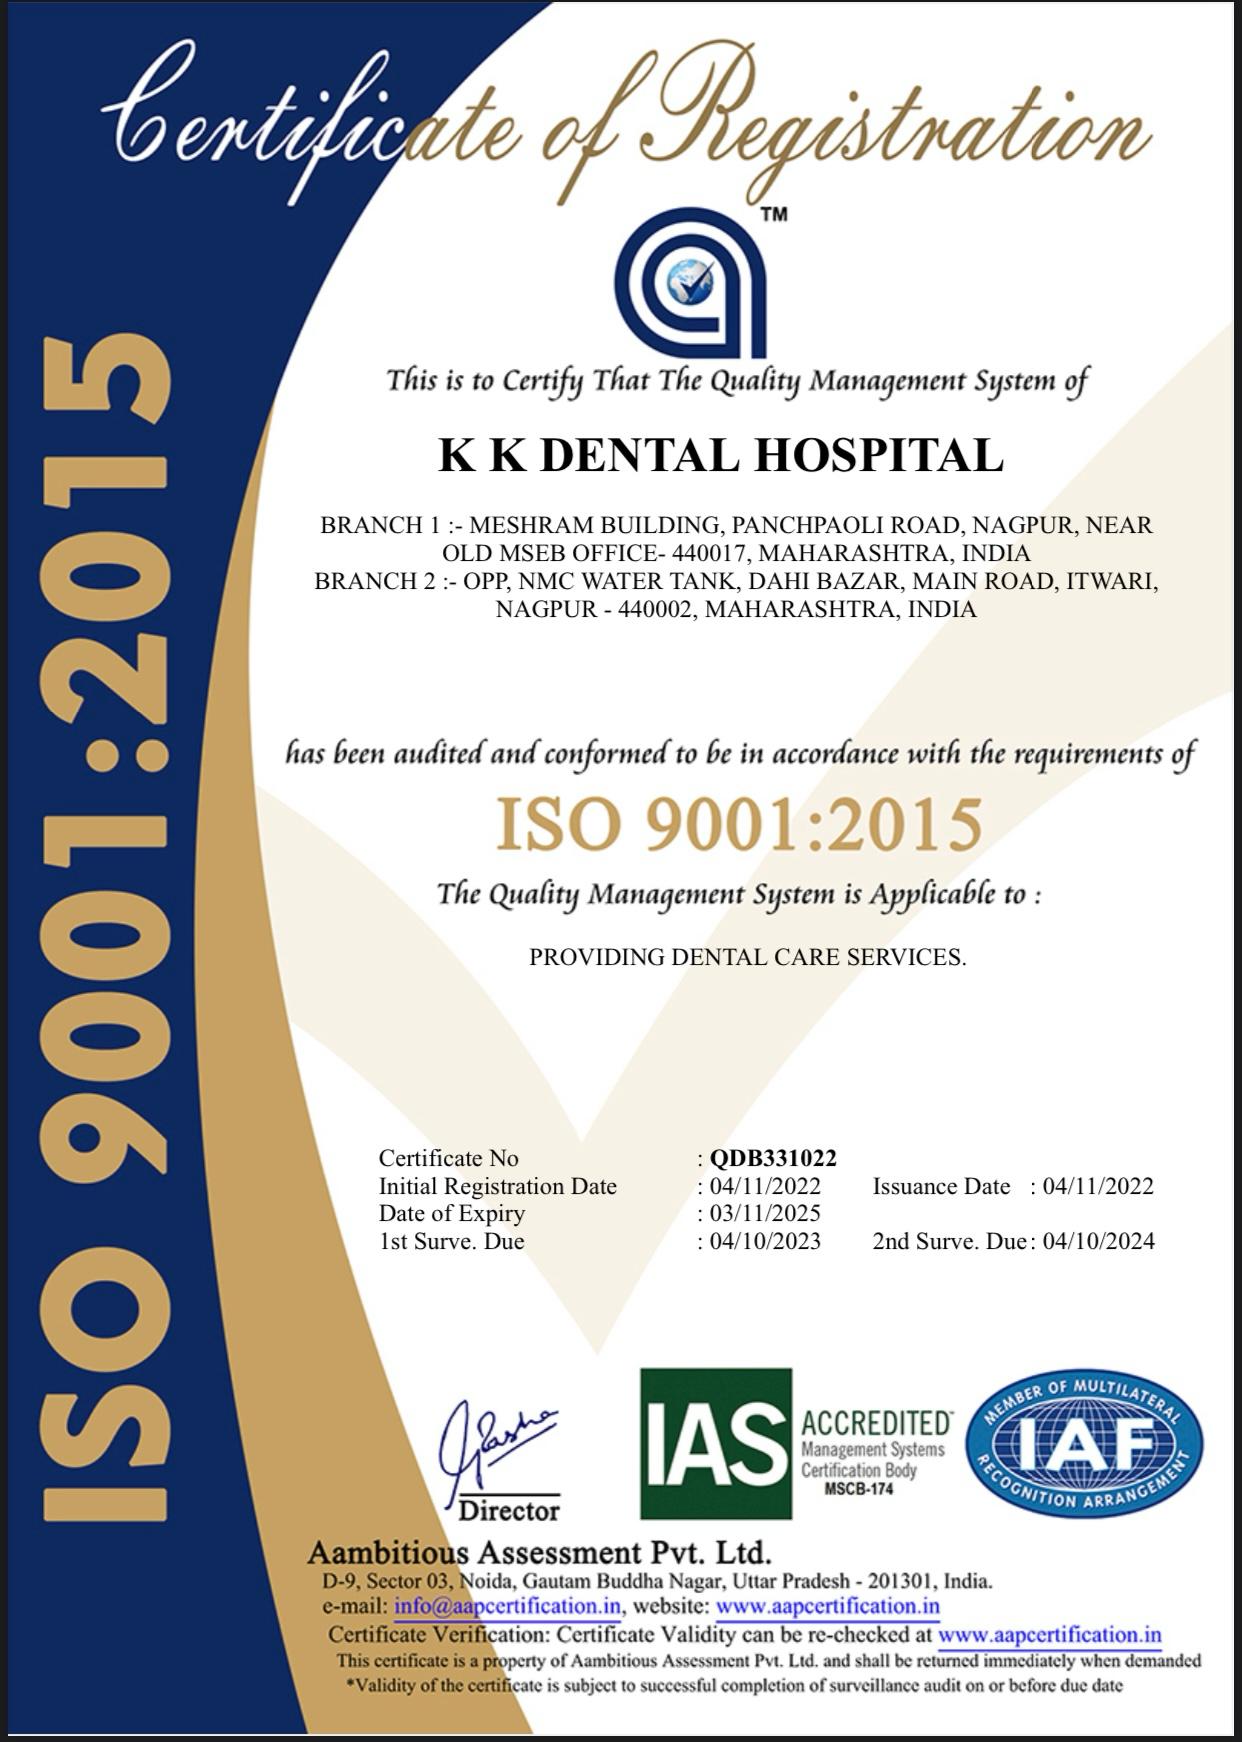 Certificate of Registration
TM
This is to Certify That The Quality Management System of
K K DENTAL HOSPITAL
BRANCH 1 :- MESHRAM BUILDING, PANCHPAOLI ROAD, NAGPUR, NEAR
OLD MSEB OFFICE- 440017, MAHARASHTRA, INDIA
BRANCH 2 :- OPP, NMC WATER TANK, DAHI BAZAR, MAIN ROAD, ITWARI,
NAGPUR - 440002, MAHARASHTRA, INDIA
has been audited and conformed to be in accordance with the requirements of
ISO 9001:2015
The Quality Management System is Applicable to :
PROVIDING DENTAL CARE SERVICES.
ISO 9001:2015
Certificate No : QDB331022
Initial Registration Date : 04/11/2022 Issuance Date : 04/11/2022
Date of Expiry : 03/11/2025
1st Surve. Due : 04/10/2023 2nd Surve. Due : 04/10/2024
Director
IAS
ACCREDITED
Management Systems
Certification Body
MSCB-174
MEMBER OF MULTILATERAL
IAF
RECOGNITION ARRANGEMENT
Aambitious Assessment Pvt. Ltd.
D-9, Sector 03, Noida, Gautam Buddha Nagar, Uttar Pradesh - 201301, India.
e-mail: info@aapcertification.in, website: www.aapcertification.in
Certificate Verification: Certificate Validity can be re-checked at www.aapcertification.in
This certificate is a property of Aambitious Assessment Pvt. Ltd. and shall be returned immediately when demanded
*Validity of the certificate is subject to successful completion of surveillance audit on or before due date